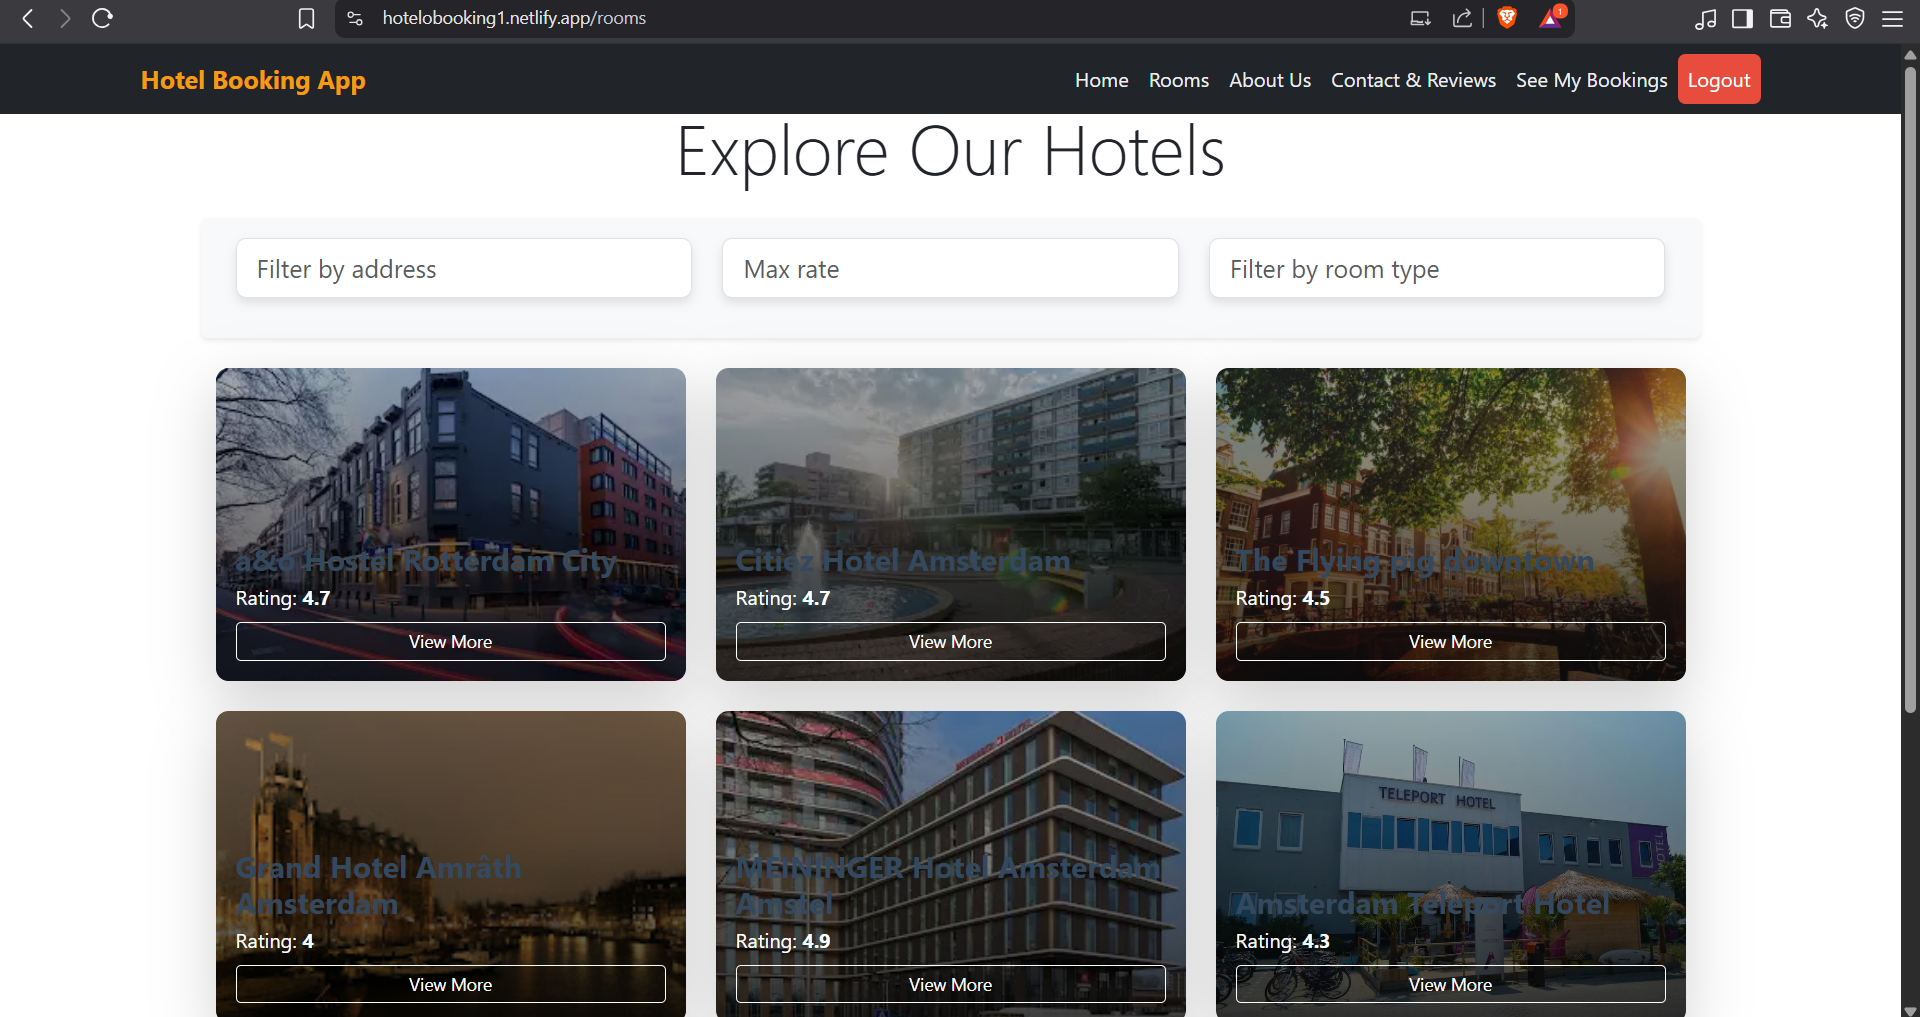 hotelobooking1.netlify.app/rooms
1
Hotel Booking App
Home Rooms About Us Contact & Reviews See My Bookings Logout
Explore Our Hotels
Filter by address
Max rate
Filter by room type
a&o Hostel Rotterdam City
Rating: 4.7
View More
Citiez Hotel Amsterdam
Rating: 4.7
View More
The Flying pig downtown
Rating: 4.5
View More
Grand Hotel Amrâth
Amsterdam
Rating: 4
View More
MEININGER Hotel Amsterdam
Amstel
Rating: 4.9
View More
TELEPORT HOTEL
HOTEL
Amsterdam Teleport Hotel
Rating: 4.3
View More